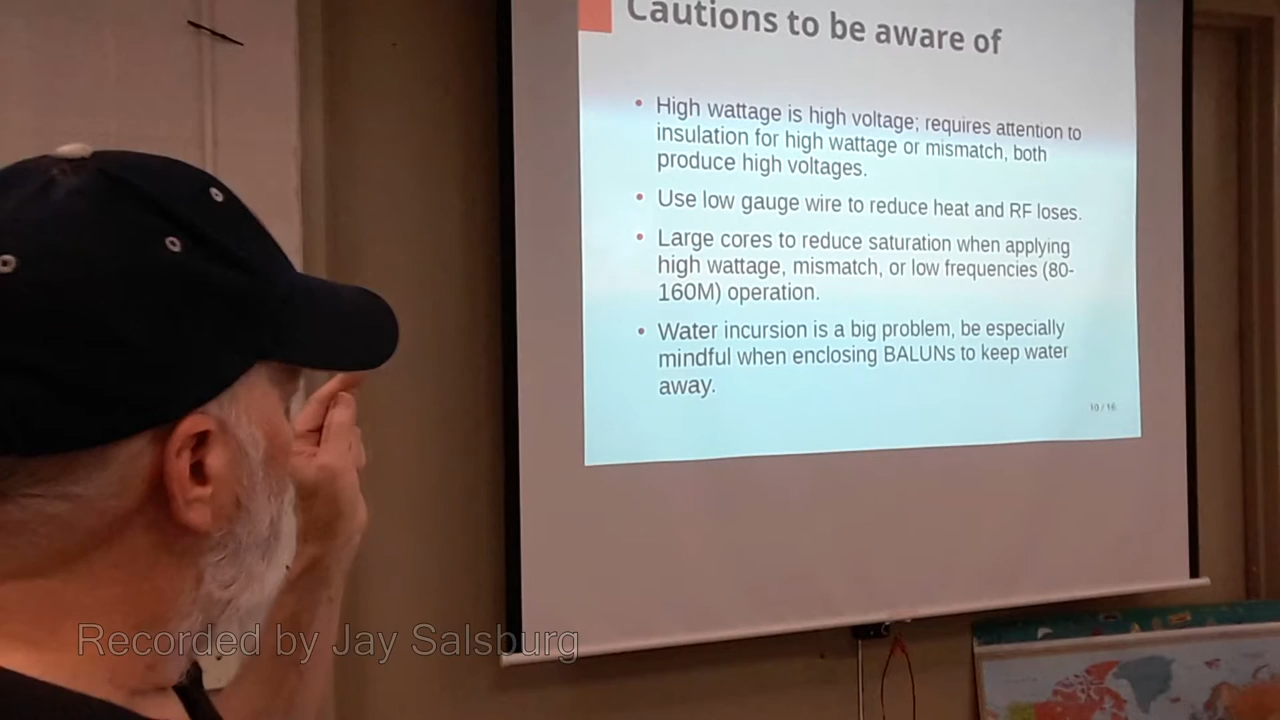 Cautions to be aware of
• High wattage is high voltage; requires attention to
insulation for high wattage or mismatch, both
produce high voltages.
• Use low gauge wire to reduce heat and RF loses.
• Large cores to reduce saturation when applying
high wattage, mismatch, or low frequencies (80-
160M) operation.
• Water incursion is a big problem, be especially
mindful when enclosing BALUNs to keep water
away.
10 / 16
Recorded by Jay Salsburg